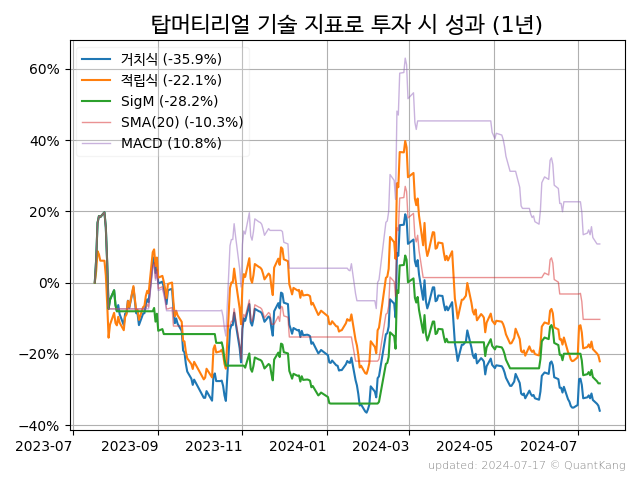 탑머티리얼 기술 지표로 투자 시 성과 (1년)
거치식 (-35.9%)
적립식 (-22.1%)
SigM (-28.2%)
SMA(20) (-10.3%)
MACD (10.8%)
60%
40%
20%
0%
−20%
−40%
2023-07 2023-09 2023-11 2024-01 2024-03 2024-05 2024-07
updated: 2024-07-17 © QuantKang